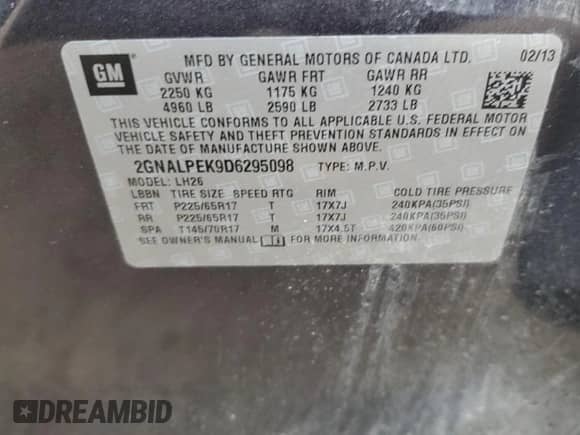 GM
MFD BY GENERAL MOTORS OF CANADA LTD. 02/13
GVWR GAWR FRT GAWR RR
2250 KG 1175 KG 1240 KG
4960 LB 2590 LB 2733 LB
THIS VEHICLE CONFORMS TO ALL APPLICABLE U.S. FEDERAL MOTOR
VEHICLE SAFETY AND THEFT PREVENTION STANDARDS IN EFFECT ON
THE DATE OF MANUFACTURE SHOWN ABOVE.
2GNALPEK9D6295098 TYPE: M.P.V.
MODEL: LH26
LBBN TIRE SIZE SPEED RTG RIM COLD TIRE PRESSURE
FRT P225/65R17 T 17X7J 240KPA(35PSI)
RR P225/65R17 T 17X7J 240KPA(35PSI)
SPA T145/70R17 M 17X4.5T 420KPA(60PSI)
SEE OWNER'S MANUAL FOR MORE INFORMATION.
DREAMBID